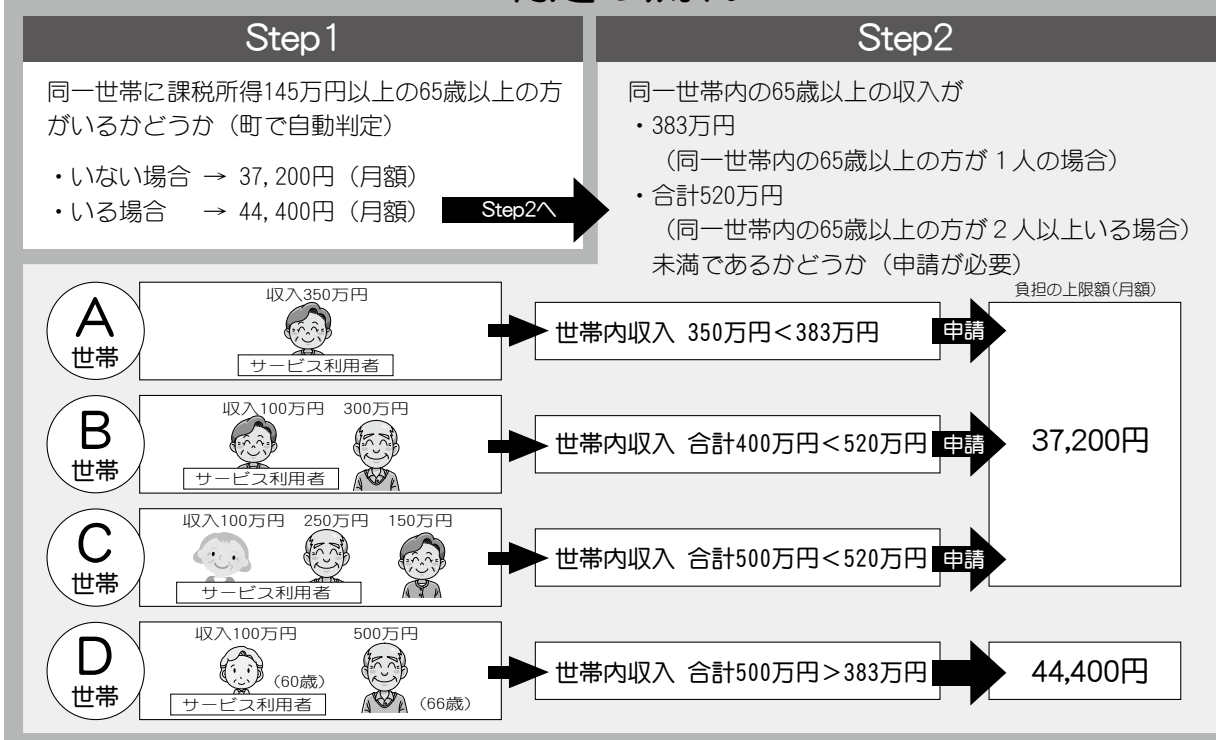 Step1
同一世帯に課税所得145万円以上の65歳以上の方
がいるかどうか（町で自動判定）
・いない場合 → 37,200円（月額）
・いる場合 → 44,400円（月額）
Step2へ
Step2
同一世帯内の65歳以上の収入が
・383万円
（同一世帯内の65歳以上の方が１人の場合）
・合計520万円
（同一世帯内の65歳以上の方が２人以上いる場合）
未満であるかどうか（申請が必要）
負担の上限額（月額）
A
世帯
収入350万円
サービス利用者
世帯内収入 350万円＜383万円
申請
B
世帯
収入100万円 300万円
サービス利用者
世帯内収入 合計400万円＜520万円
申請
37,200円
C
世帯
収入100万円 250万円 150万円
サービス利用者
世帯内収入 合計500万円＜520万円
申請
D
世帯
収入100万円 500万円
（60歳）
サービス利用者
（66歳）
世帯内収入 合計500万円＞383万円
44,400円